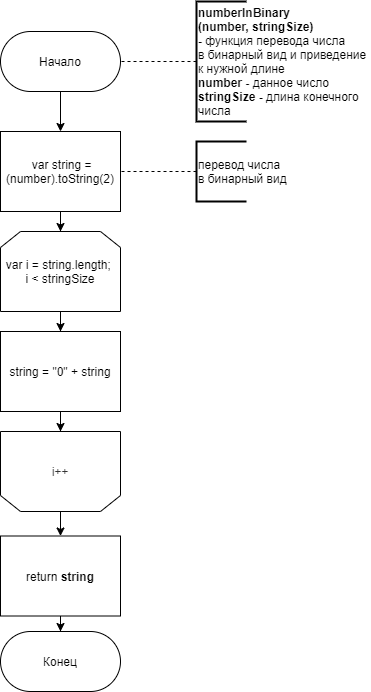 numberInBinary
(number, stringSize)
- функция перевода числа
в бинарный вид и приведение
к нужной длине
number - данное число
stringSize - длина конечного
числа
Начало
var string =
(number).toString(2)
перевод числа
в бинарный вид
var i = string.length;
i < stringSize
string = "0" + string
i++
return string
Конец